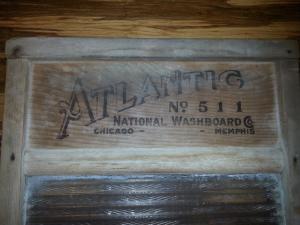 ATLANTIC
No 511
NATIONAL WASHBOARD Co
CHICAGO - - MEMPHIS